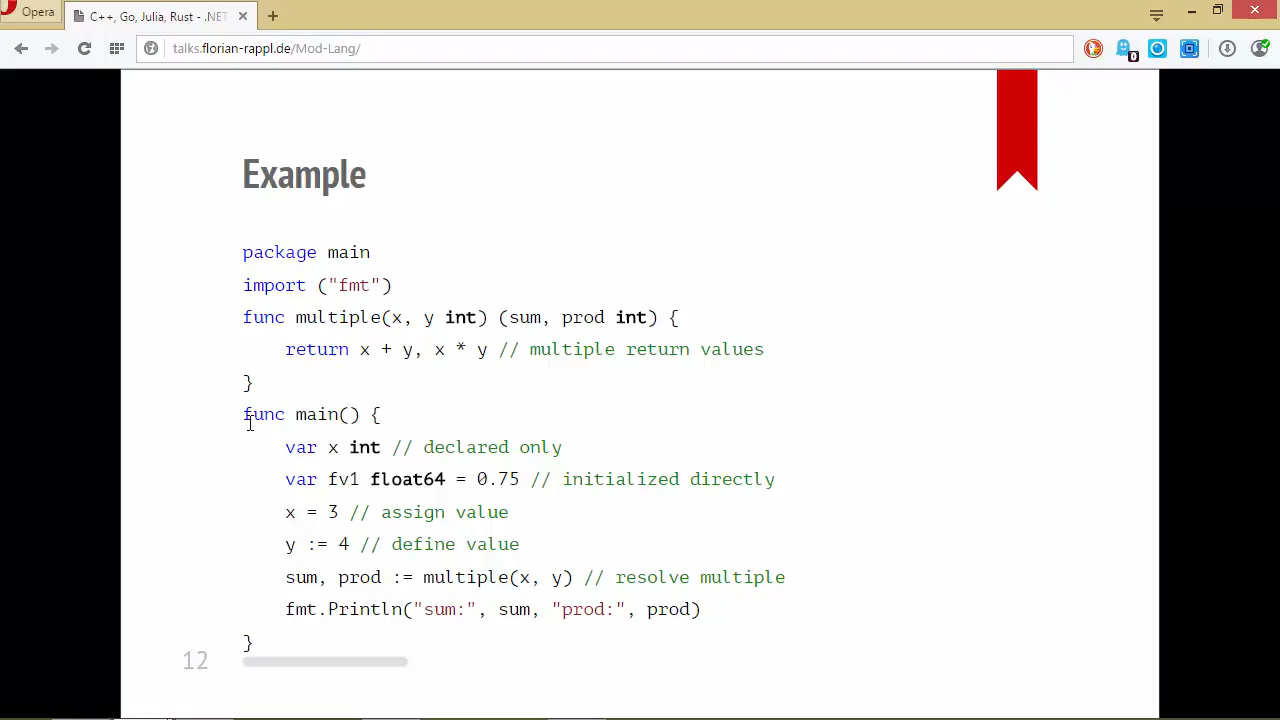 Opera
C++, Go, Julia, Rust - .NET
talks.florian-rappl.de/Mod-Lang/
0
Example
package main
import ("fmt")
func multiple(x, y int) (sum, prod int) {
    return x + y, x * y // multiple return values
}
func main() {
    var x int // declared only
    var fv1 float64 = 0.75 // initialized directly
    x = 3 // assign value
    y := 4 // define value
    sum, prod := multiple(x, y) // resolve multiple
    fmt.Println("sum:", sum, "prod:", prod)
}
12